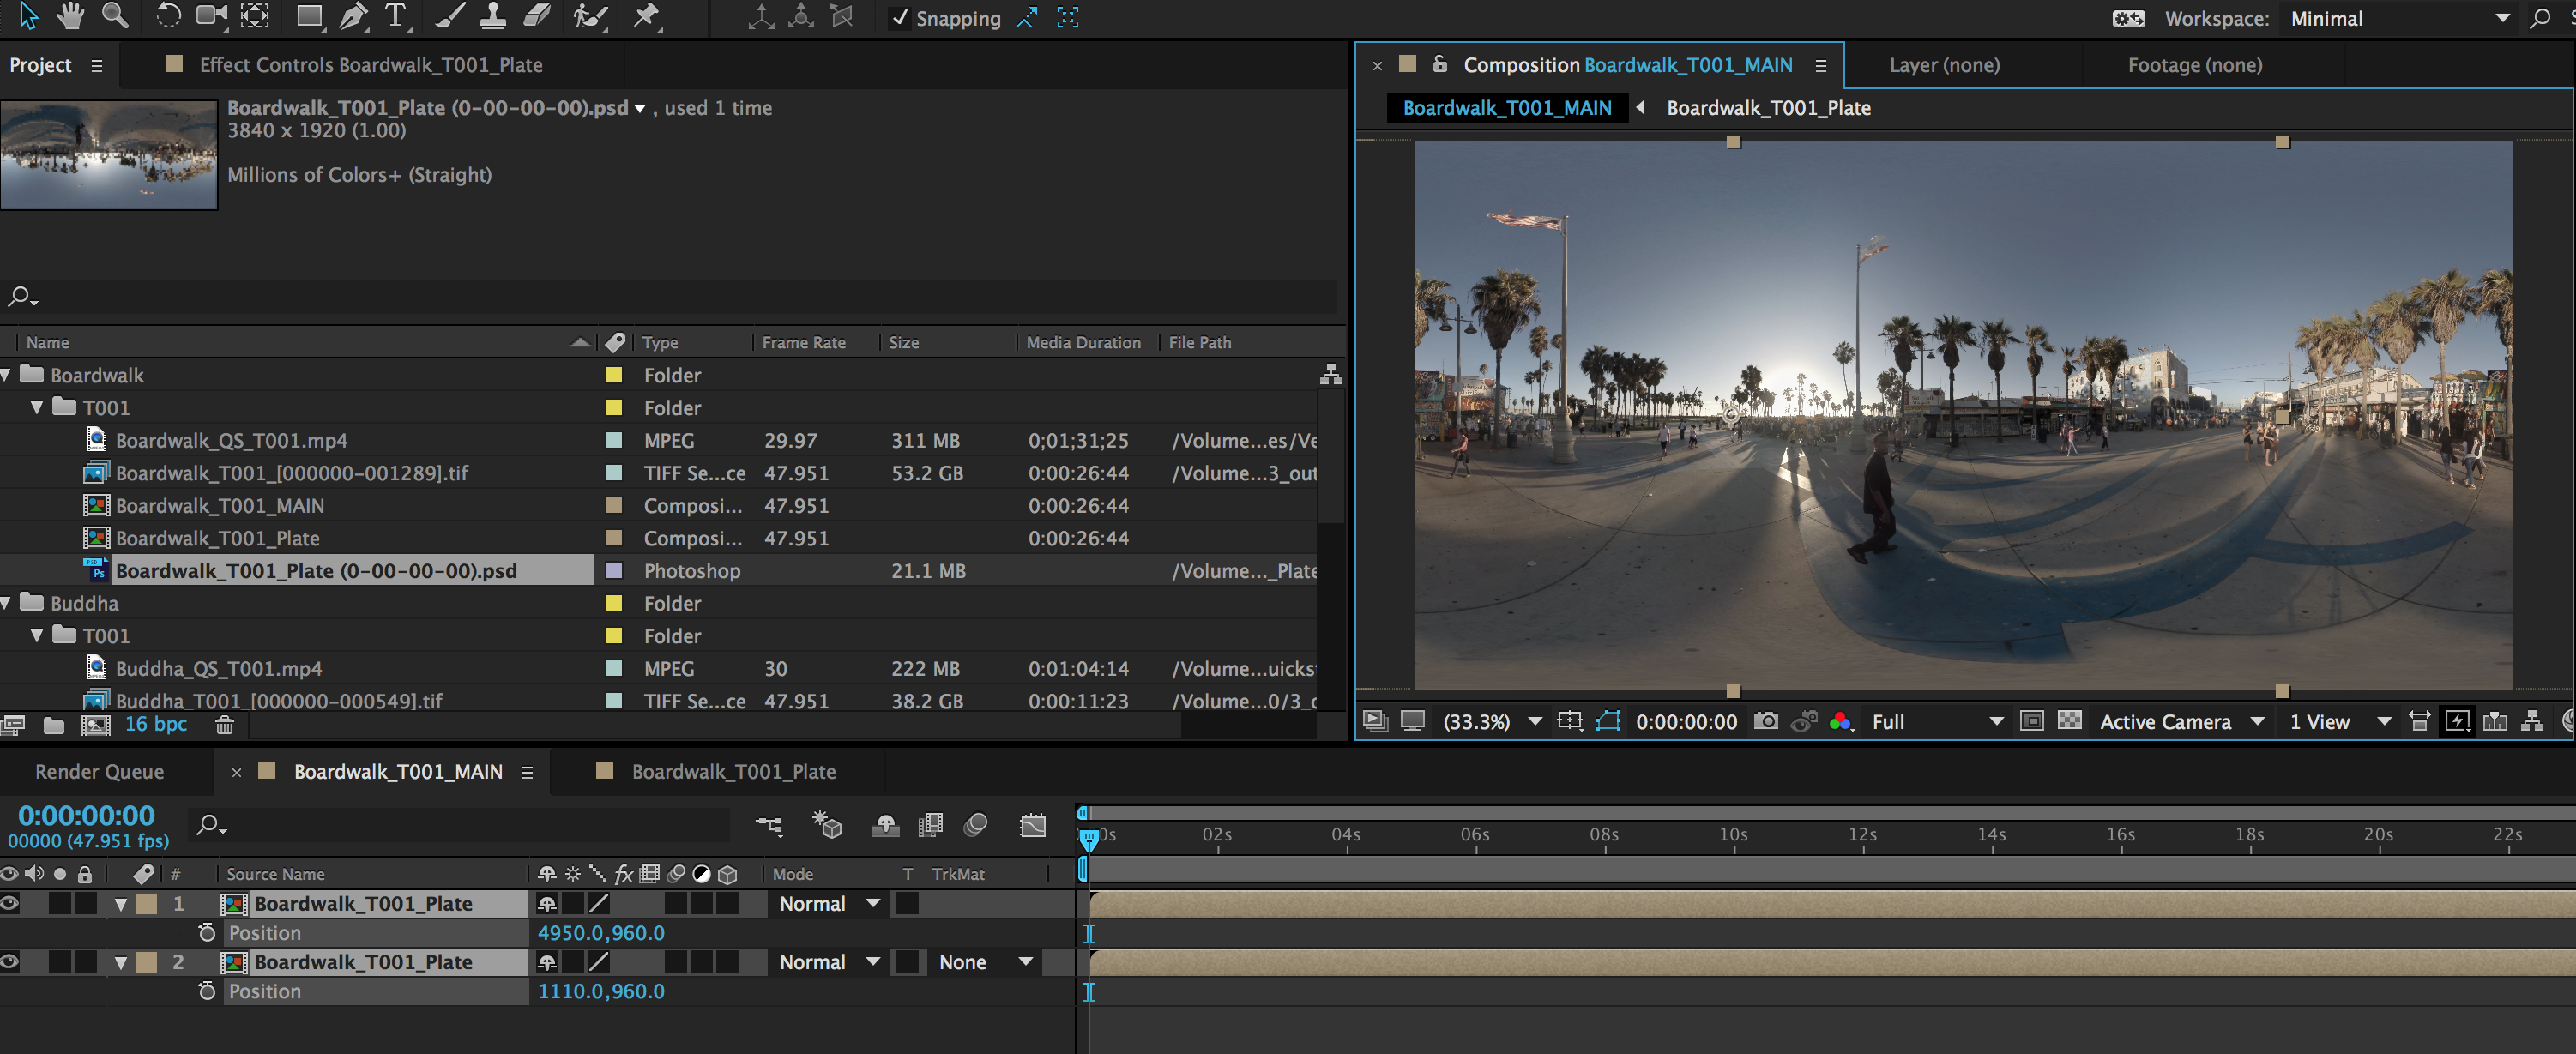 Snapping
Workspace: Minimal
Project
Effect Controls Boardwalk_T001_Plate
Composition Boardwalk_T001_MAIN
Layer (none)
Footage (none)
Boardwalk_T001_Plate (0-00-00-00).psd , used 1 time
3840 x 1920 (1.00)
Millions of Colors+ (Straight)
Boardwalk_T001_MAIN Boardwalk_T001_Plate
Name Type Frame Rate Size Media Duration File Path
Boardwalk Folder
T001 Folder
Boardwalk_QS_T001.mp4 MPEG 29.97 311 MB 0;01;31;25 /Volume...es/Ve
Boardwalk_T001_[000000-001289].tif TIFF Se...ce 47.951 53.2 GB 0:00:26:44 /Volume...3_out
Boardwalk_T001_MAIN Composi... 47.951 0:00:26:44
Boardwalk_T001_Plate Composi... 47.951 0:00:26:44
Boardwalk_T001_Plate (0-00-00-00).psd Photoshop 21.1 MB /Volume..._Plate
Buddha Folder
T001 Folder
Buddha_QS_T001.mp4 MPEG 30 222 MB 0:01:04:14 /Volume...uicks
Buddha_T001_[000000-000549].tif TIFF Se...ce 47.951 38.2 GB 0:00:11:23 /Volume...0/3_
16 bpc
(33.3%) 0:00:00:00 Full Active Camera 1 View
Render Queue
Boardwalk_T001_MAIN
Boardwalk_T001_Plate
0:00:00:00
00000 (47.951 fps)
02s 04s 06s 08s 10s 12s 14s 16s 18s 20s 22s
# Source Name fx Mode T TrkMat
1 Boardwalk_T001_Plate Normal
Position 4950.0,960.0
2 Boardwalk_T001_Plate Normal None
Position 1110.0,960.0